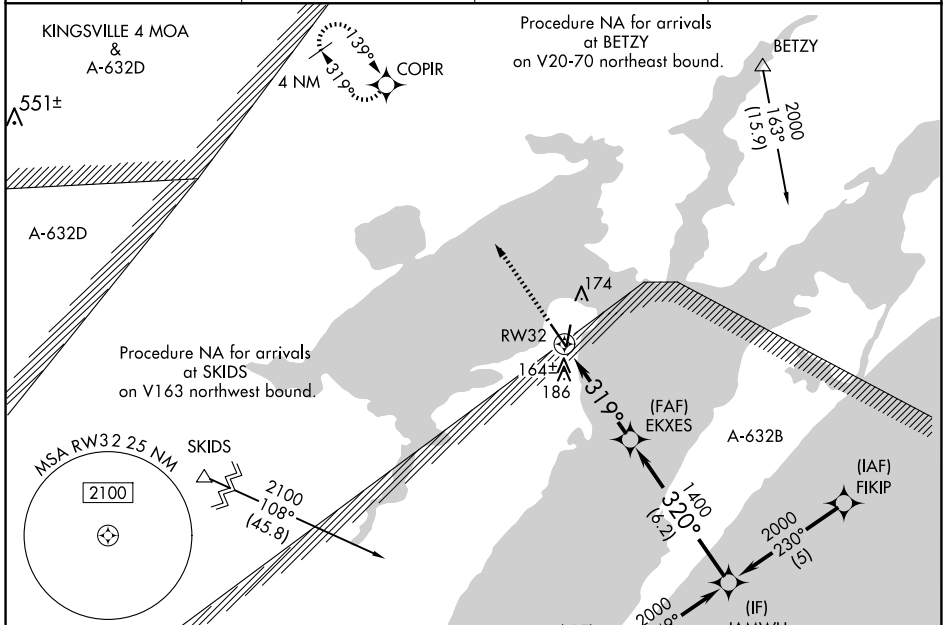 KINGSVILLE 4 MOA
&
A-632D
551±
A-632D
4 NM
319°
139°
COPIR
Procedure NA for arrivals
at BETZY
on V20-70 northeast bound.
BETZY
2000
163°
(15.9)
174
RW32
164±
186
319°
(FAF)
EKXES
A-632B
Procedure NA for arrivals
at SKIDS
on V163 northwest bound.
MSA RW32 25 NM
2100
SKIDS
2100
108°
(45.8)
1400
320°
(6.2)
(IAF)
FIKIP
2000
230°
(5)
2000
(IF)